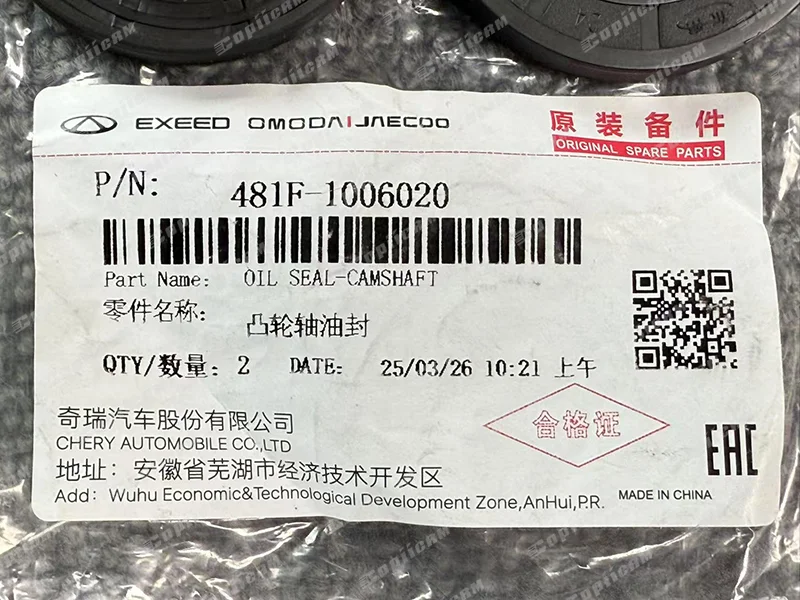 EXEED OMODA|JAECOO
原装备件
ORIGINAL SPARE PARTS
P/N: 481F-1006020
Part Name: OIL SEAL-CAMSHAFT
零件名称: 凸轮轴油封
QTY/数量: 2 DATE: 25/03/26 10:21 上午
奇瑞汽车股份有限公司
CHERY AUTOMOBILE CO.,LTD
合格证
地址: 安徽省芜湖市经济技术开发区
Add: Wuhu Economic&Technological Development Zone,AnHui,P.R.
EAC
MADE IN CHINA